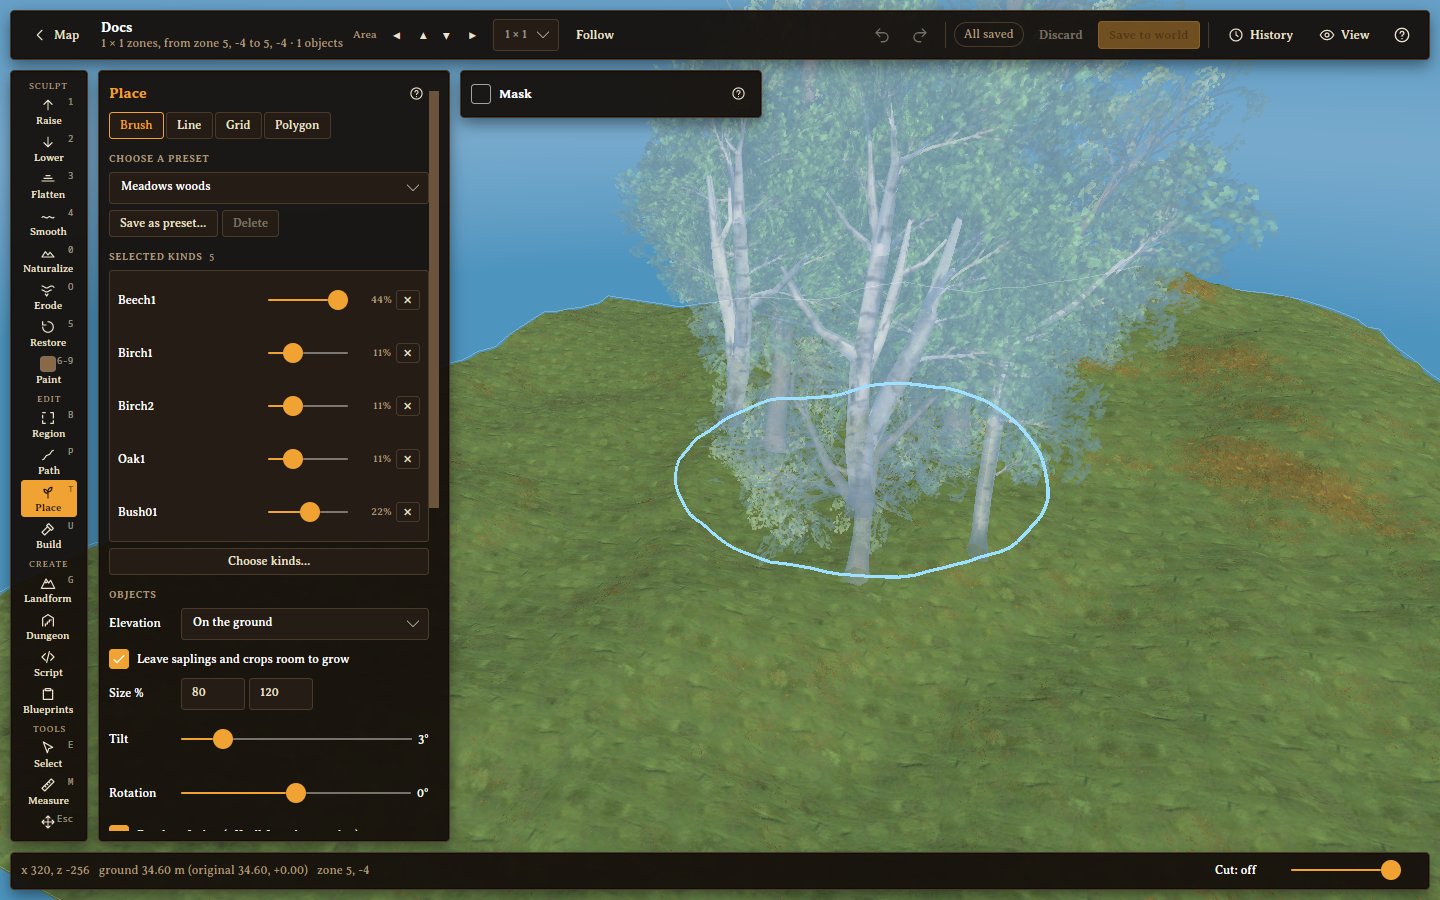 Map
Docs
1 × 1 zones, from zone 5, -4 to 5, -4 · 1 objects
Area
1 × 1
Follow
All saved
Discard
Save to world
History
View
SCULPT
Raise 1
Lower 2
Flatten 3
Smooth 4
Naturalize 0
Erode O
Restore 5
Paint 6-9
EDIT
Region B
Path P
Place T
Build U
CREATE
Landform G
Dungeon
Script
Blueprints
TOOLS
Select E
Measure M
Esc
Place
Brush
Line
Grid
Polygon
CHOOSE A PRESET
Meadows woods
Save as preset...
Delete
SELECTED KINDS 5
Beech1 44%
Birch1 11%
Birch2 11%
Oak1 11%
Bush01 22%
Choose kinds...
OBJECTS
Elevation On the ground
Leave saplings and crops room to grow
Size % 80 120
Tilt 3°
Rotation 0°
Mask
x 320, z -256 ground 34.60 m (original 34.60, +0.00) zone 5, -4
Cut: off